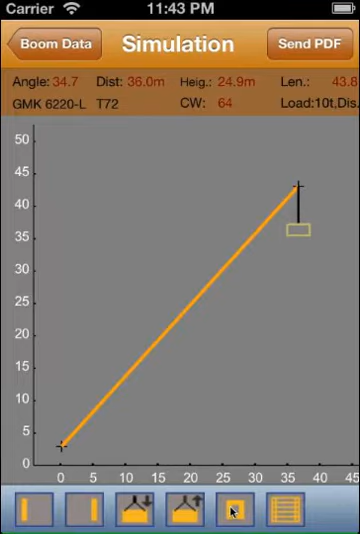 Carrier 11:43 PM
Boom Data Simulation Send PDF
Angle: 34.7 Dist: 36.0m Heig.: 24.9m Len.: 43.8
GMK 6220-L T72 CW: 64 Load:10t,Dis.
50
45
40
35
30
25
20
15
10
5
0
0 5 10 15 20 25 30 35 40 45